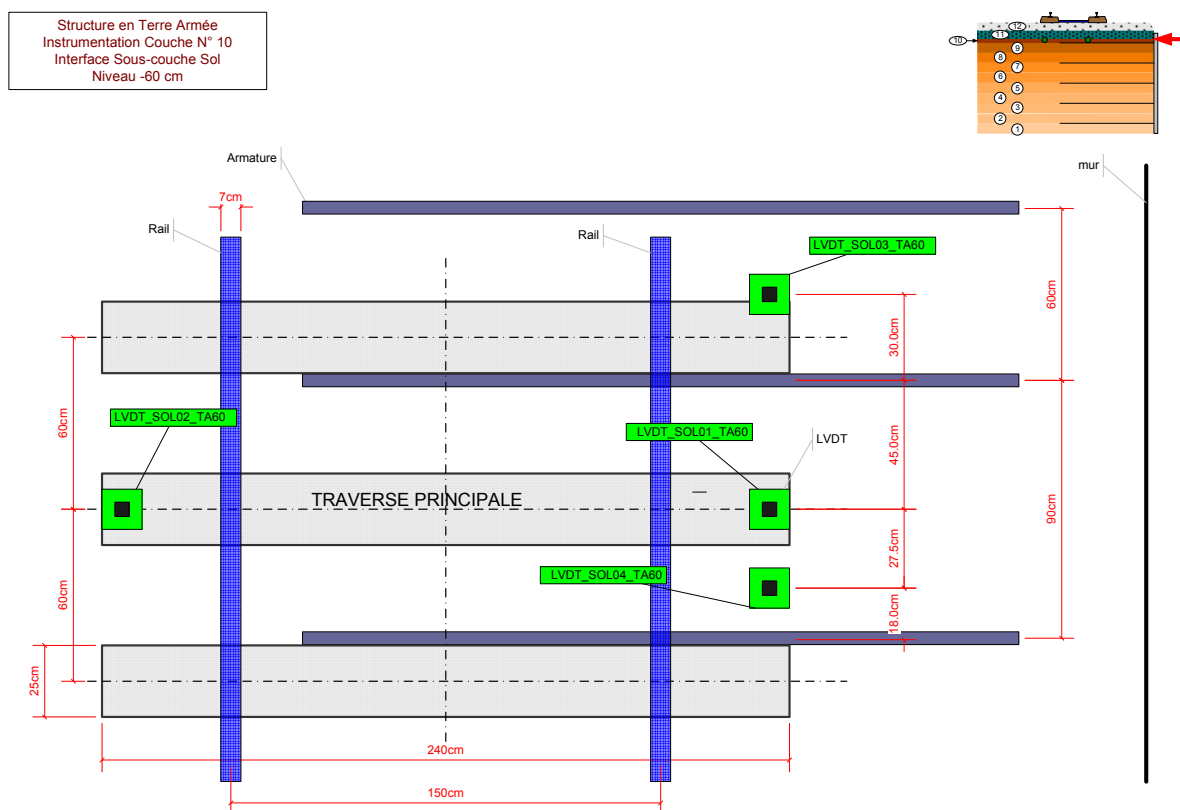 Structure en Terre Armée
Instrumentation Couche N° 10
Interface Sous-couche Sol
Niveau -60 cm
12
11
10
9
8
7
6
5
4
3
2
1
Armature
mur
7cm
Rail
Rail
LVDT_SOL03_TA60
60cm
30.0cm
LVDT_SOL02_TA60
60cm
LVDT_SOL01_TA60
LVDT
45.0cm
TRAVERSE PRINCIPALE
90cm
27.5cm
LVDT_SOL04_TA60
60cm
18.0cm
25cm
240cm
150cm